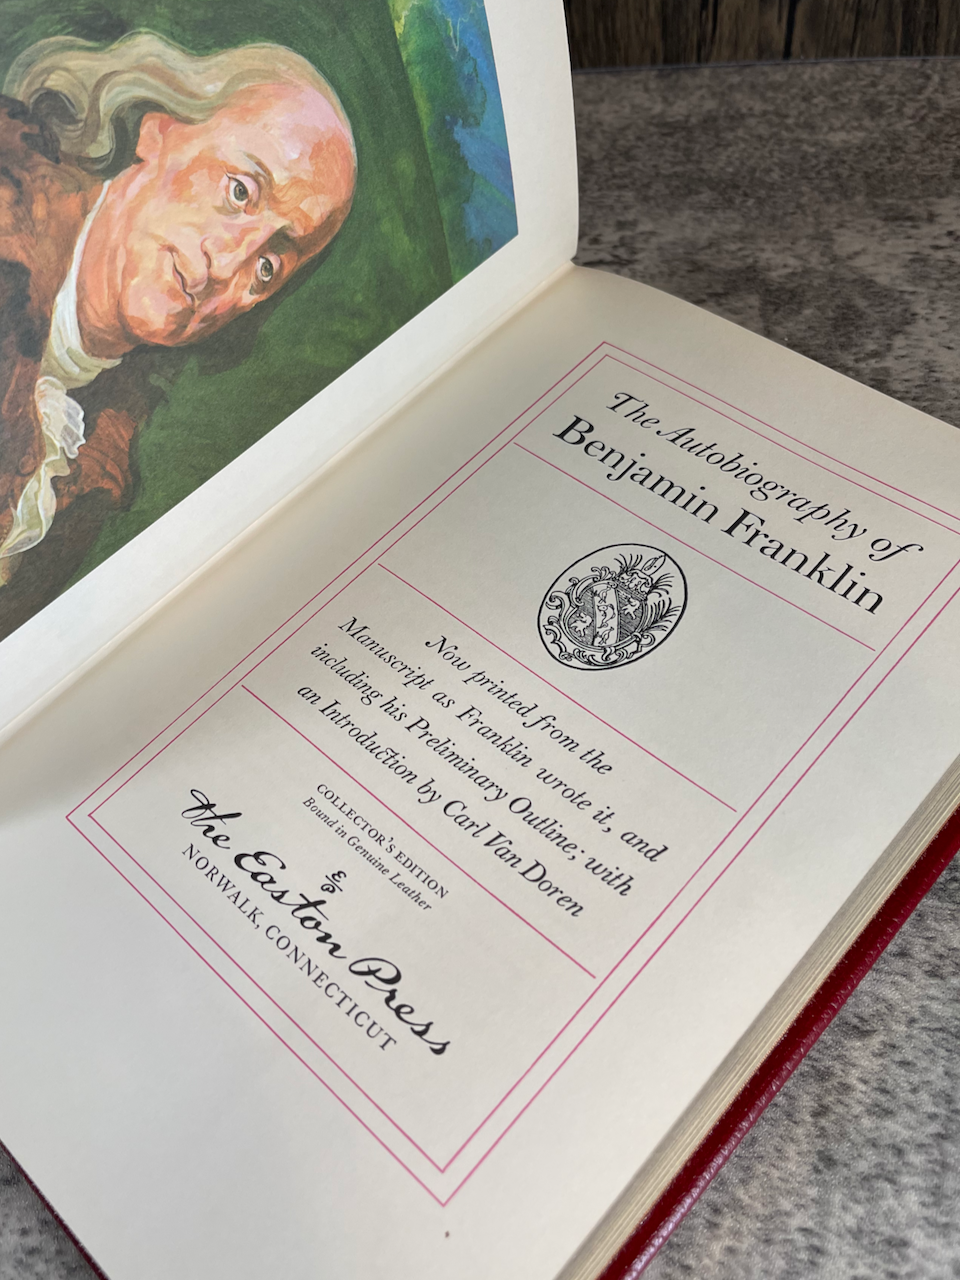 The Autobiography of
Benjamin Franklin
Now printed from the
Manuscript as Franklin wrote it, and
including his Preliminary Outline; with
an Introduction by Carl Van Doren
COLLECTOR'S EDITION
Bound in Genuine Leather
The Easton Press
NORWALK, CONNECTICUT